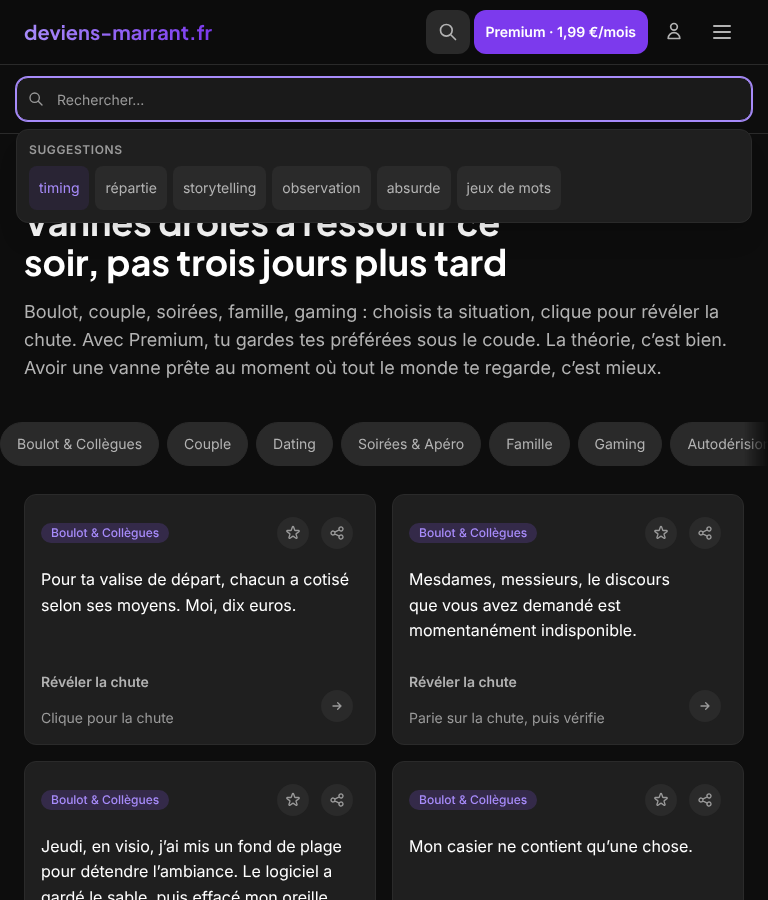 deviens-marrant.fr
Premium · 1,99 €/mois
Rechercher…
SUGGESTIONS
timing
répartie
storytelling
observation
absurde
jeux de mots
Vannes drôles à ressortir ce
soir, pas trois jours plus tard
Boulot, couple, soirées, famille, gaming : choisis ta situation, clique pour révéler la
chute. Avec Premium, tu gardes tes préférées sous le coude. La théorie, c’est bien.
Avoir une vanne prête au moment où tout le monde te regarde, c’est mieux.
Boulot & Collègues
Couple
Dating
Soirées & Apéro
Famille
Gaming
Autodérision
Boulot & Collègues
Pour ta valise de départ, chacun a cotisé
selon ses moyens. Moi, dix euros.
Révéler la chute
Clique pour la chute
Boulot & Collègues
Mesdames, messieurs, le discours
que vous avez demandé est
momentanément indisponible.
Révéler la chute
Parie sur la chute, puis vérifie
Boulot & Collègues
Jeudi, en visio, j’ai mis un fond de plage
pour détendre l’ambiance. Le logiciel a
gardé le sable, puis effacé mon oreille
Boulot & Collègues
Mon casier ne contient qu’une chose.